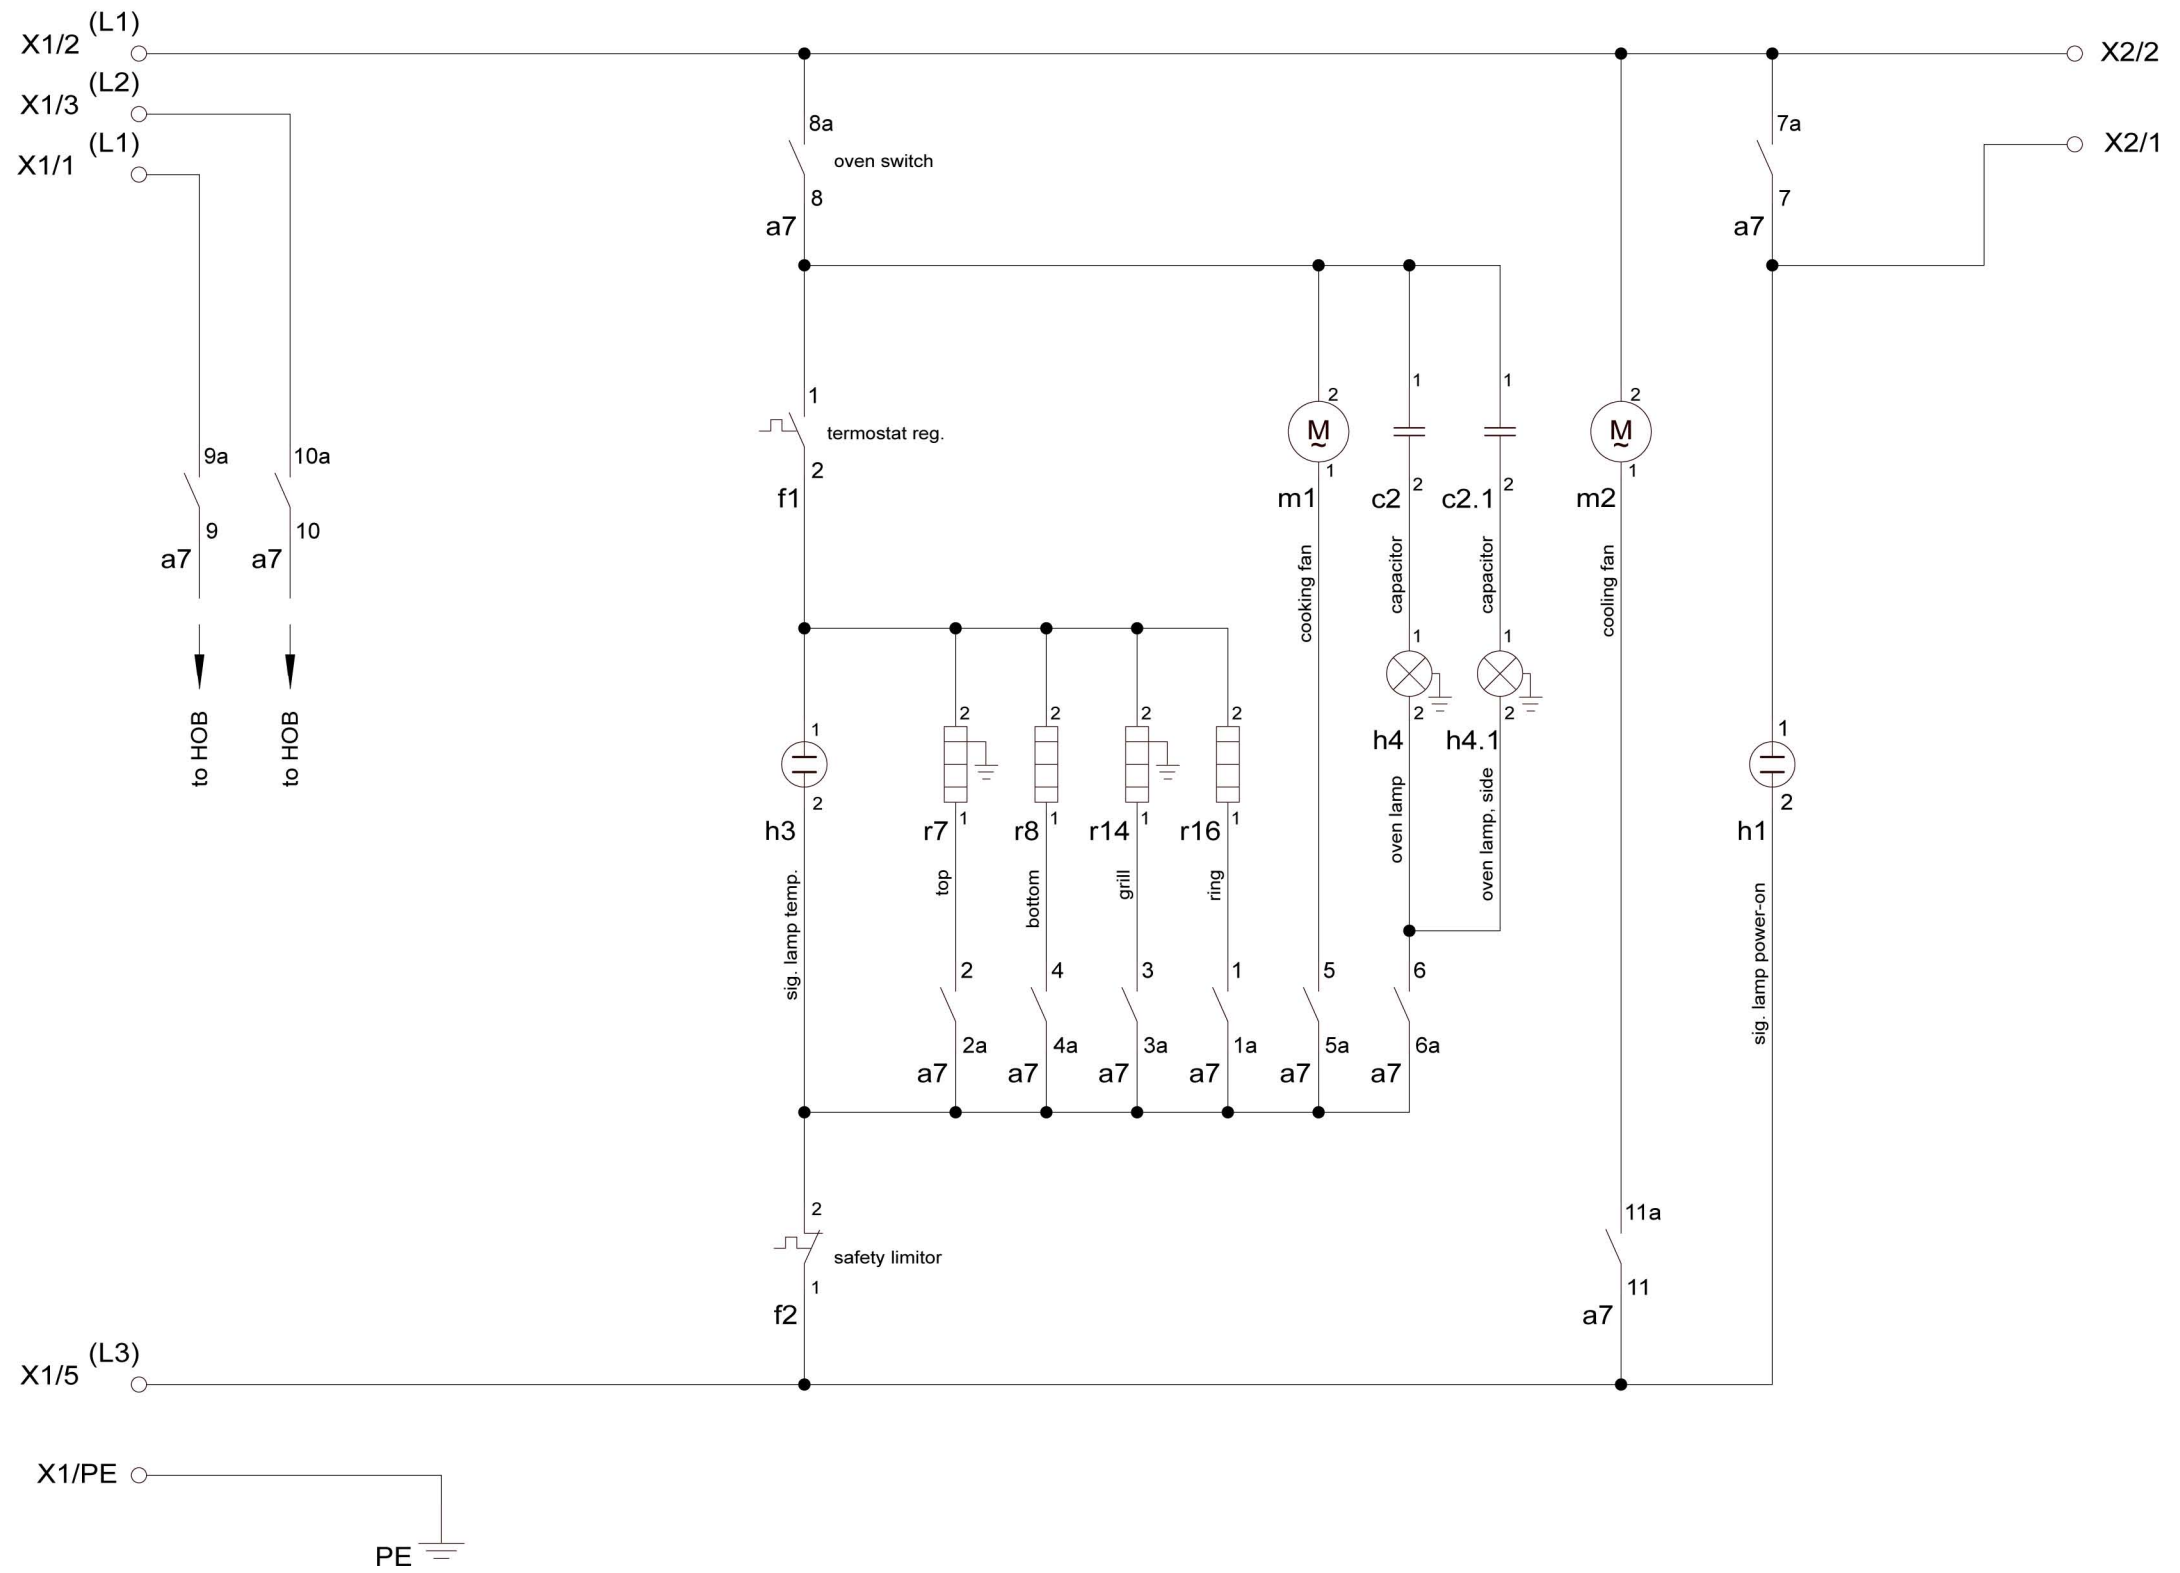 (L1)
X1/2
X2/2
(L2)
X1/3
(L1)
X1/1
8a
oven switch
8
a7
7a
7
a7
X2/1
1
termostat reg.
2
f1
2
M
~
1
m1
cooking fan
1
2
c2
capacitor
1
2
c2.1
capacitor
2
M
~
1
m2
cooling fan
9a
9
a7
to HOB
10a
10
a7
to HOB
1
2
h3
sig. lamp temp.
2
1
r7
top
2
1
r8
bottom
2
1
r14
grill
2
1
r16
ring
1
2
h4
oven lamp
1
2
h4.1
oven lamp, side
1
2
h1
sig. lamp power-on
2
2a
a7
4
4a
a7
3
3a
a7
1
1a
a7
5
5a
a7
6
6a
a7
2
safety limitor
1
f2
11a
11
a7
(L3)
X1/5
X1/PE
PE